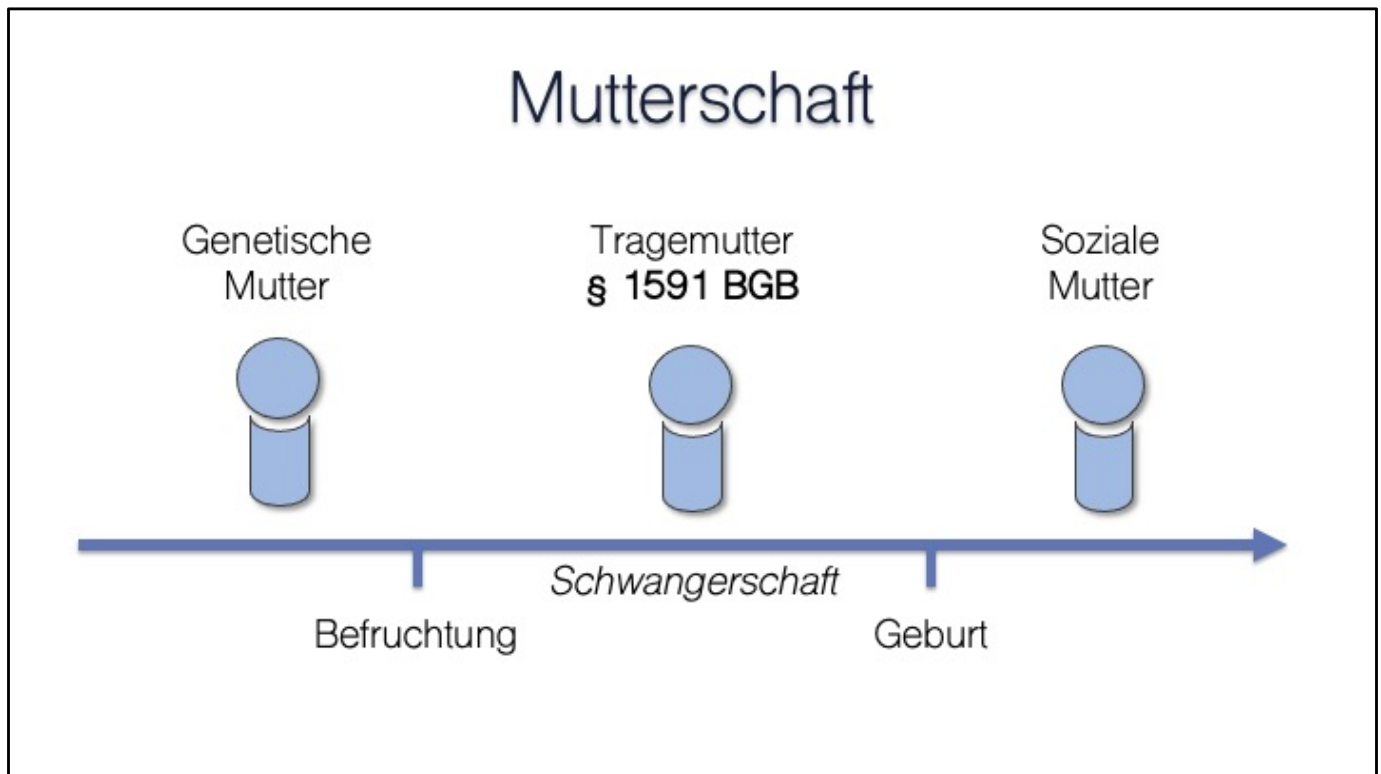 Mutterschaft
Genetische
Mutter
Tragemutter
§ 1591 BGB
Soziale
Mutter
Schwangerschaft
Befruchtung
Geburt